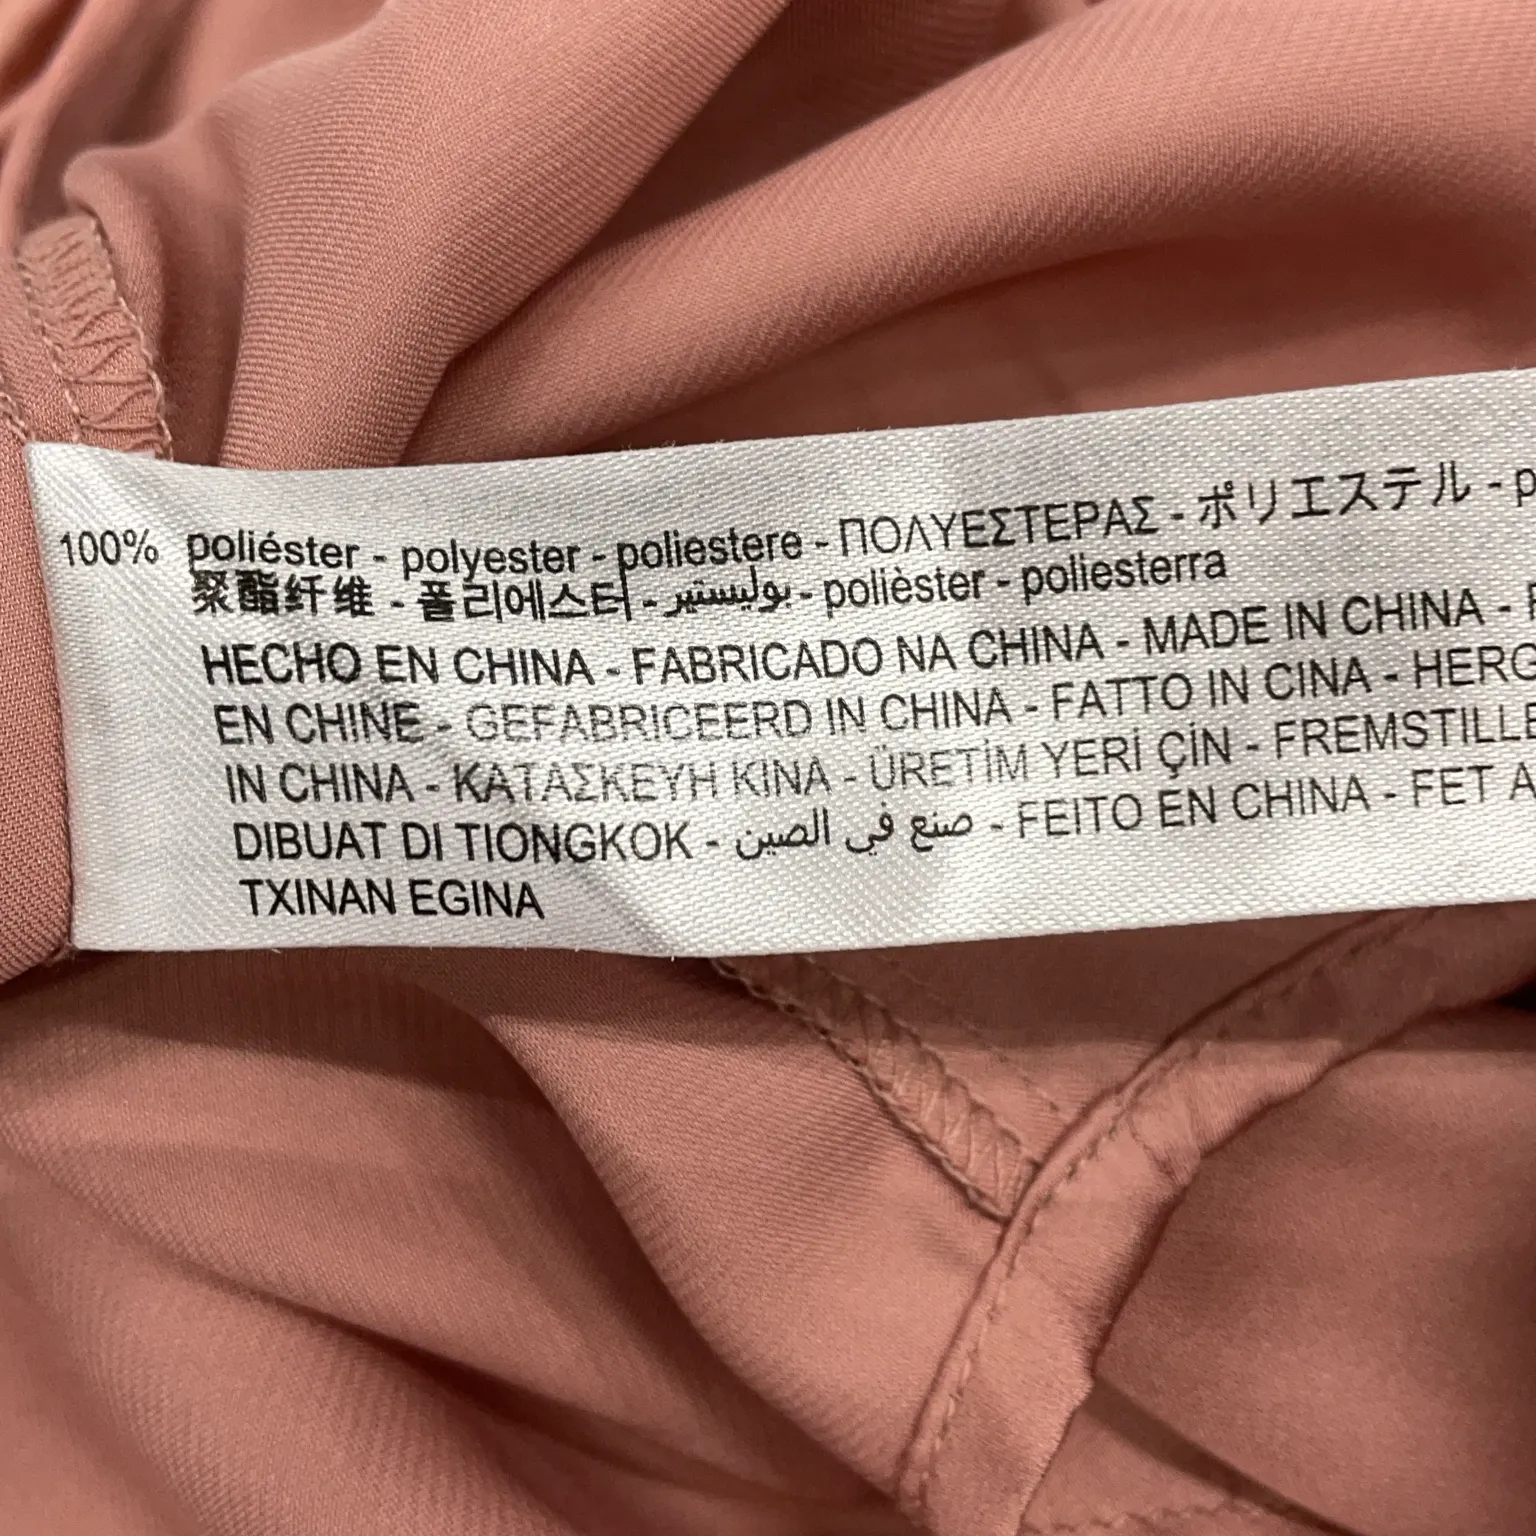 100% poliéster - polyester - poliestere - ΠΟΛΥΕΣΤΕΡΑΣ - ポリエステル -
聚酯纤维 - 폴리에스터 - بوليستير - polièster - poliesterra
HECHO EN CHINA - FABRICADO NA CHINA - MADE IN CHINA -
EN CHINE - GEFABRICEERD IN CHINA - FATTO IN CINA -
IN CHINA - ΚΑΤΑΣΚΕΥΗ ΚΙΝΑ - ÜRETİM YERİ ÇİN -
DIBUAT DI TIONGKOK - صنع في الصين - FEITO EN CHINA - FET
TXINAN EGINA